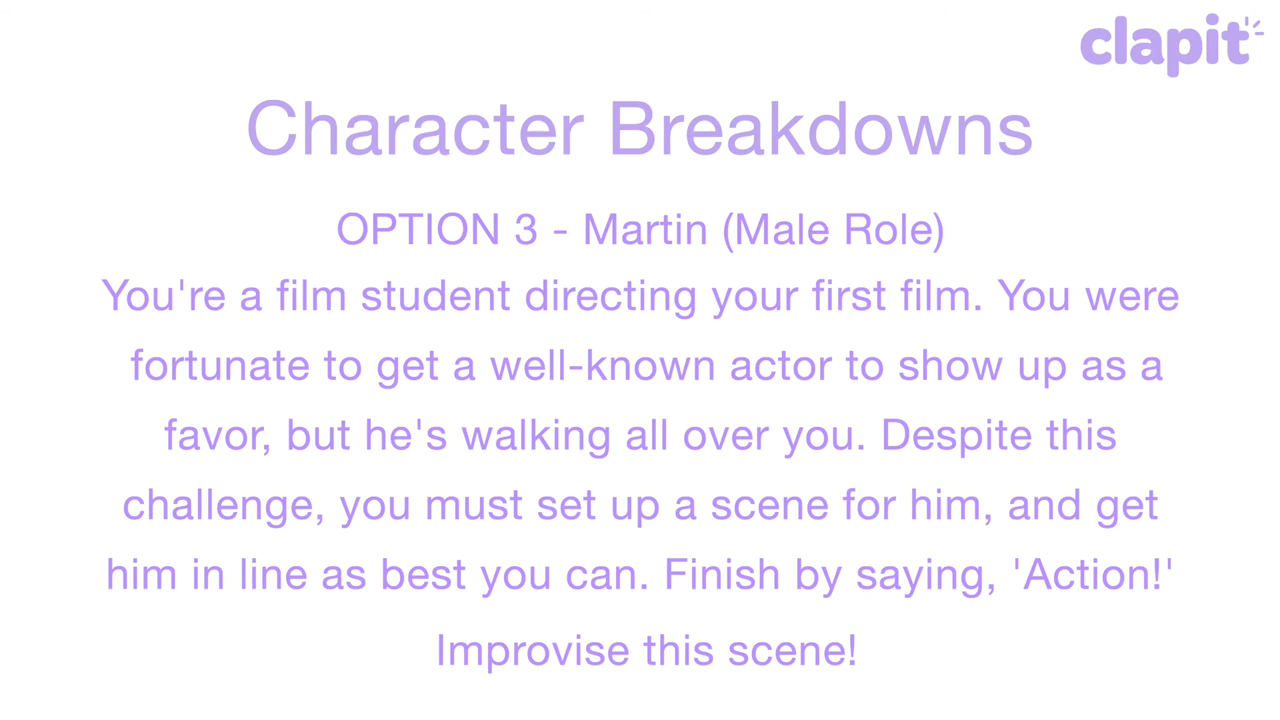 clapit
Character Breakdowns
OPTION 3 - Martin (Male Role)
You're a film student directing your first film. You were
fortunate to get a well-known actor to show up as a
favor, but he's walking all over you. Despite this
challenge, you must set up a scene for him, and get
him in line as best you can. Finish by saying, 'Action!'
Improvise this scene!